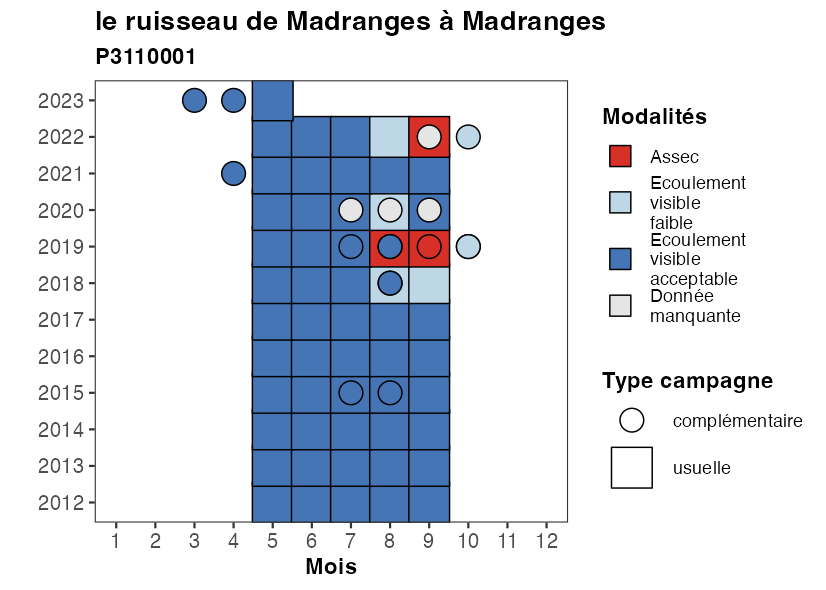 le ruisseau de Madranges à Madranges
P3110001
2023
2022
2021
2020
2019
2018
2017
2016
2015
2014
2013
2012
1 2 3 4 5 6 7 8 9 10 11 12
Mois
Modalités
Assec
Ecoulement
visible
faible
Ecoulement
visible
acceptable
Donnée
manquante
Type campagne
complémentaire
usuelle